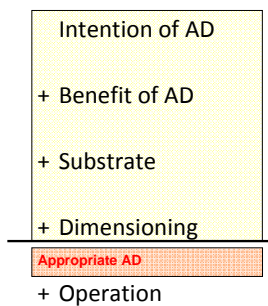 Intention of AD
+ Benefit of AD
+ Substrate
+ Dimensioning
Appropriate AD
+ Operation